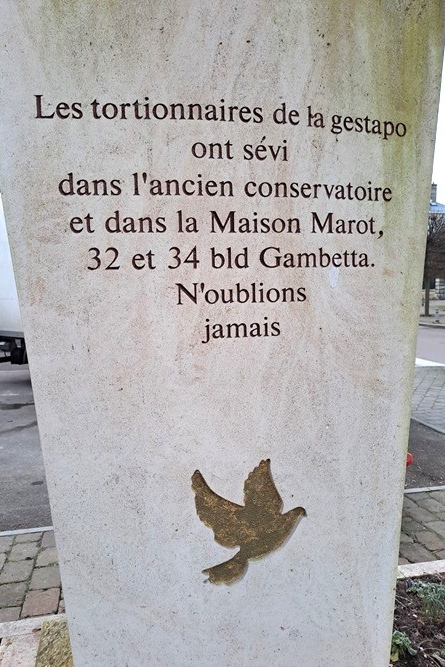 Les tortionnaires de la gestapo
ont sévi
dans l'ancien conservatoire
et dans la Maison Marot,
32 et 34 bld Gambetta.
N'oublions
jamais